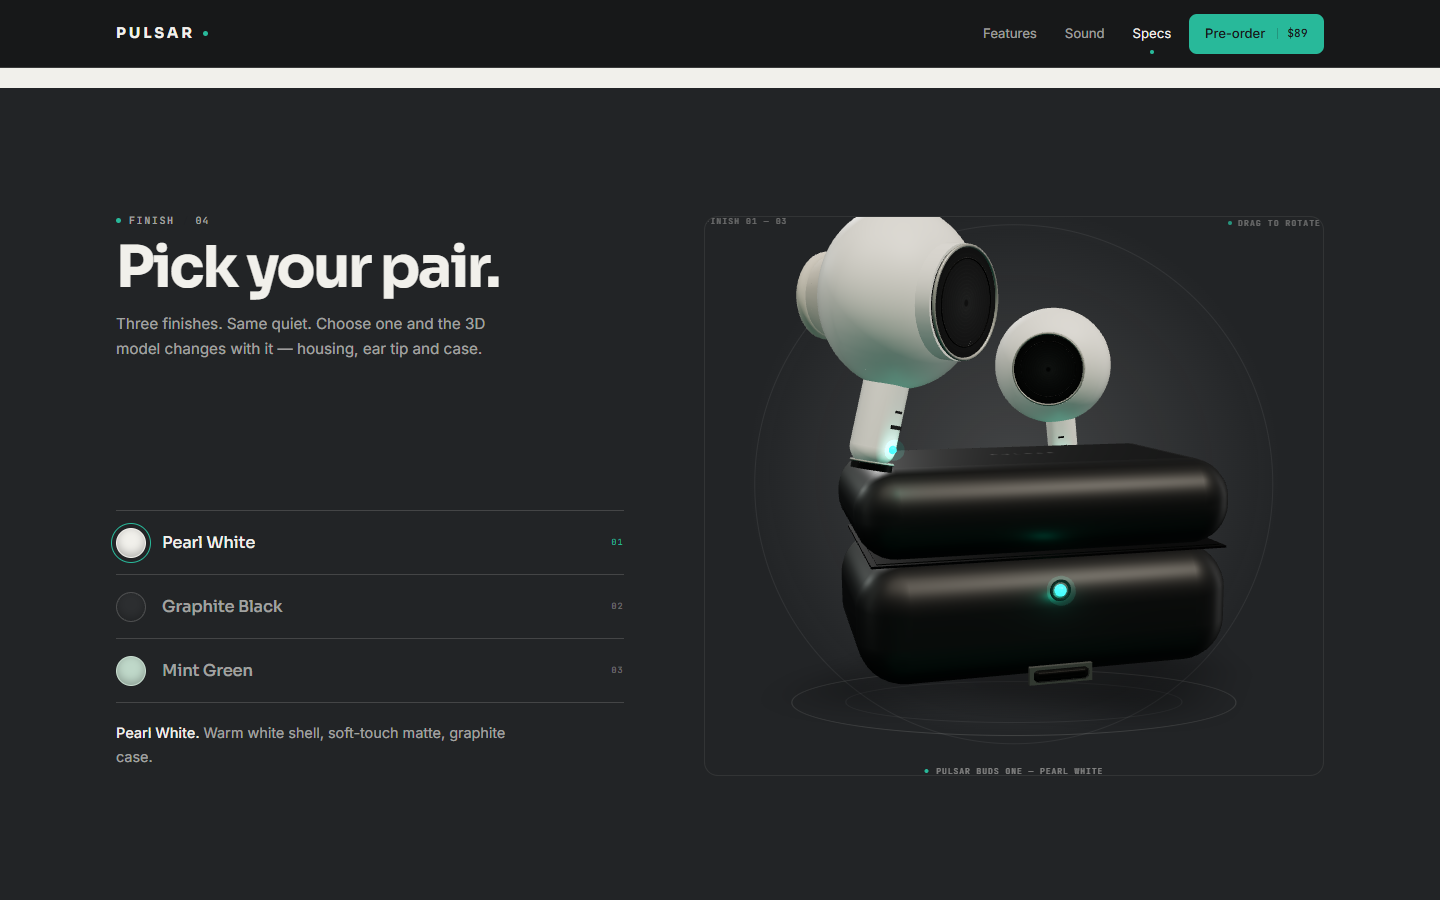 PULSAR
Features
Sound
Specs
Pre-order
$89
FINISH 04
Pick your pair.
Three finishes. Same quiet. Choose one and the 3D
model changes with it — housing, ear tip and case.
Pearl White
01
Graphite Black
02
Mint Green
03
Pearl White. Warm white shell, soft-touch matte, graphite
case.
INISH 01 — 03
DRAG TO ROTATE
PULSAR BUDS ONE — PEARL WHITE